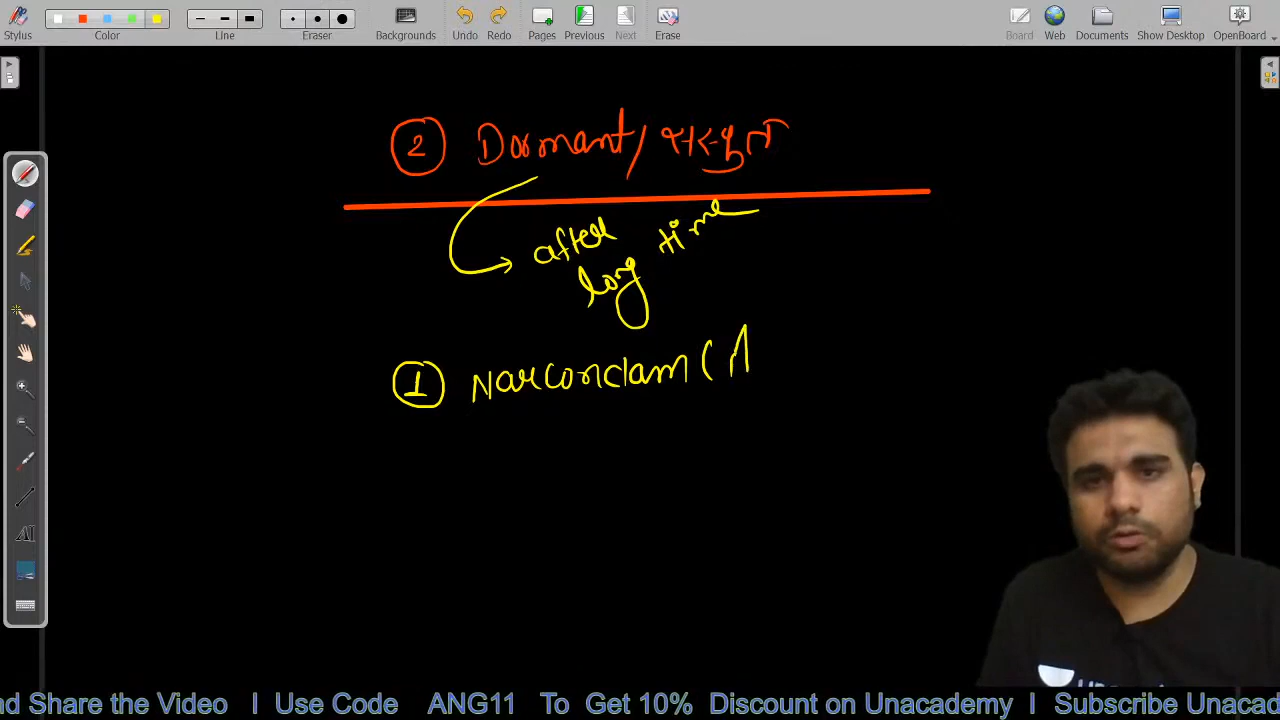 Stylus
Color
Line
Eraser
Backgrounds
Undo
Redo
Pages
Previous
Next
Erase
Board
Web
Documents
Show Desktop
OpenBoard
2 Dormant/
after
long time
1 Narcondam (A
nd Share the Video I Use Code ANG11 To Get 10% Discount on Unacademy I Subscribe Unacad